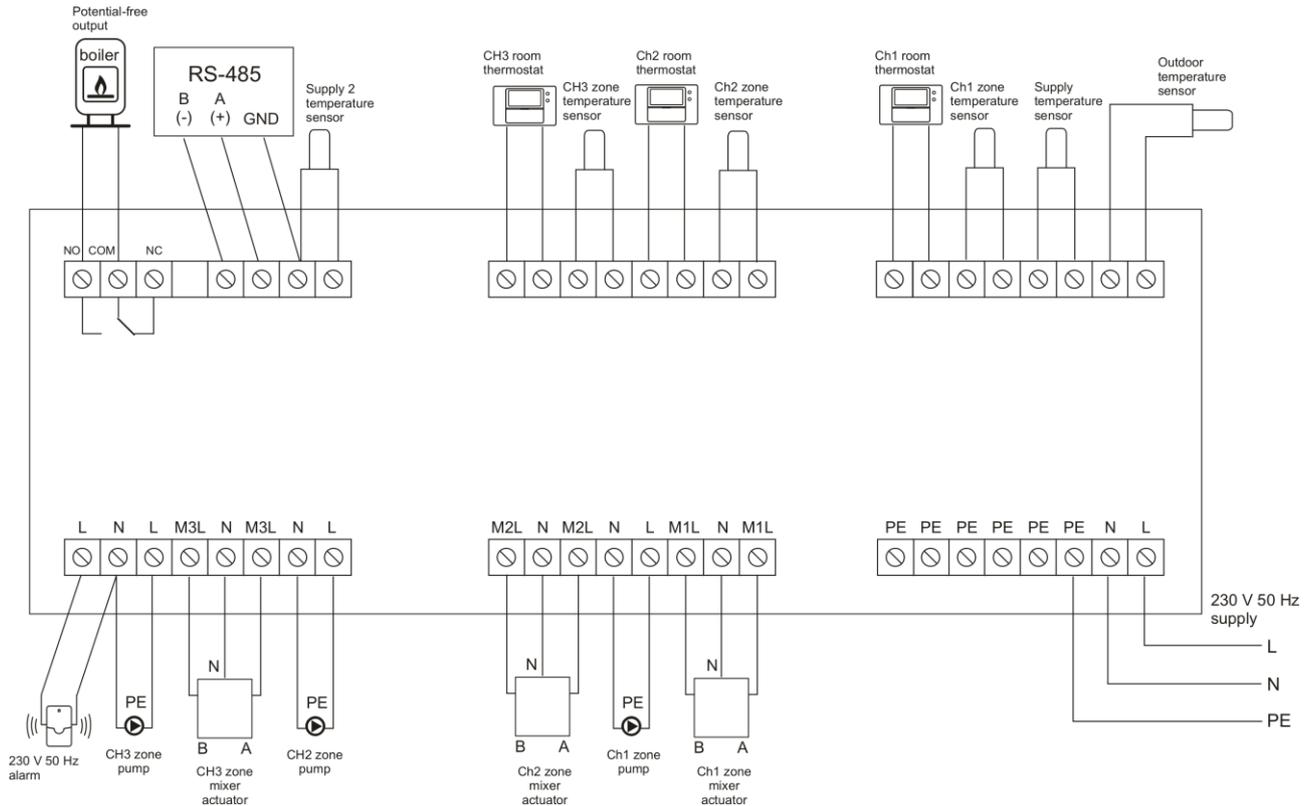 Potential-free
output
boiler
RS-485
B A
(-) (+) GND
Supply 2
temperature
sensor
CH3 room
thermostat
CH3 zone
temperature
sensor
Ch2 room
thermostat
Ch2 zone
temperature
sensor
Ch1 room
thermostat
Ch1 zone
temperature
sensor
Supply
temperature
sensor
Outdoor
temperature
sensor
NO COM NC
L N L M3L N M3L N L
M2L N M2L N L M1L N M1L
PE PE PE PE PE PE N L
230 V 50 Hz
supply
L
N
PE
230 V 50 Hz
alarm
PE
CH3 zone
pump
N
B A
CH3 zone
mixer
actuator
PE
CH2 zone
pump
N
B A
Ch2 zone
mixer
actuator
PE
Ch1 zone
pump
N
B A
Ch1 zone
mixer
actuator